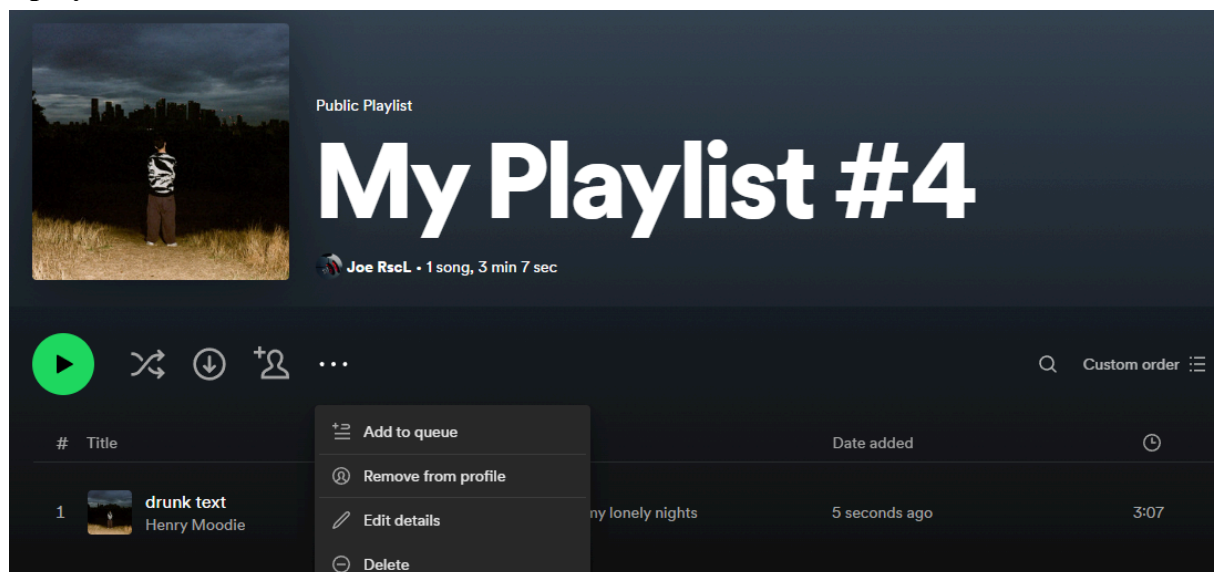 Public Playlist
My Playlist #4
Joe RscL • 1 song, 3 min 7 sec
Custom order
# Title Date added
Add to queue
Remove from profile
Edit details
Delete
1 drunk text my lonely nights 5 seconds ago 3:07
Henry Moodie